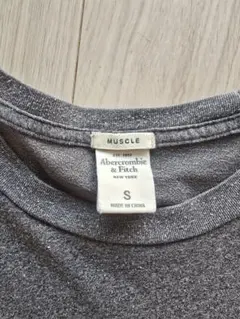 MUSCLE
Abercrombie
& Fitch
NEW YORK
S
MADE IN CHINA